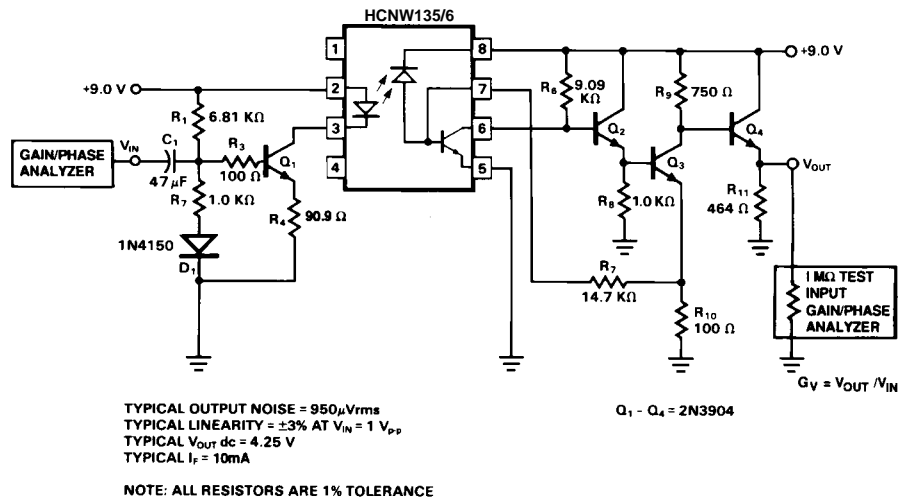 HCNW135/6
1
2
3
4
8
7
6
5
+9.0 V
+9.0 V
R1 6.81 KΩ
R6 9.09 KΩ
R9 750 Ω
GAIN/PHASE ANALYZER
VIN
C1
47 µF
R3
100 Ω
Q1
R7 1.0 KΩ
R4 90.9 Ω
1N4150
D1
Q2
Q3
Q4
R8 1.0 KΩ
R7
14.7 KΩ
R10
100 Ω
R11
464 Ω
VOUT
1 MΩ TEST
INPUT
GAIN/PHASE
ANALYZER
GV = VOUT /VIN
TYPICAL OUTPUT NOISE = 950µVrms
TYPICAL LINEARITY = ±3% AT VIN = 1 Vp-p
TYPICAL VOUT dc = 4.25 V
TYPICAL IF = 10mA
Q1 - Q4 = 2N3904
NOTE: ALL RESISTORS ARE 1% TOLERANCE